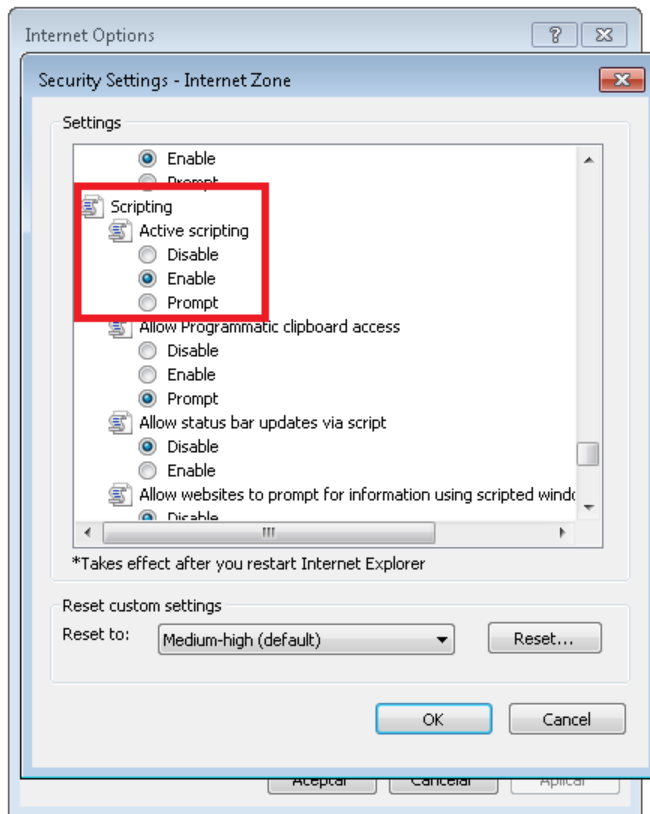 Internet Options
Security Settings - Internet Zone
Settings
Enable
Prompt
Scripting
Active scripting
Disable
Enable
Prompt
Allow Programmatic clipboard access
Disable
Enable
Prompt
Allow status bar updates via script
Disable
Enable
Allow websites to prompt for information using scripted windo
Disable
*Takes effect after you restart Internet Explorer
Reset custom settings
Reset to: Medium-high (default) Reset...
OK Cancel
Aceptar Cancelar Aplicar